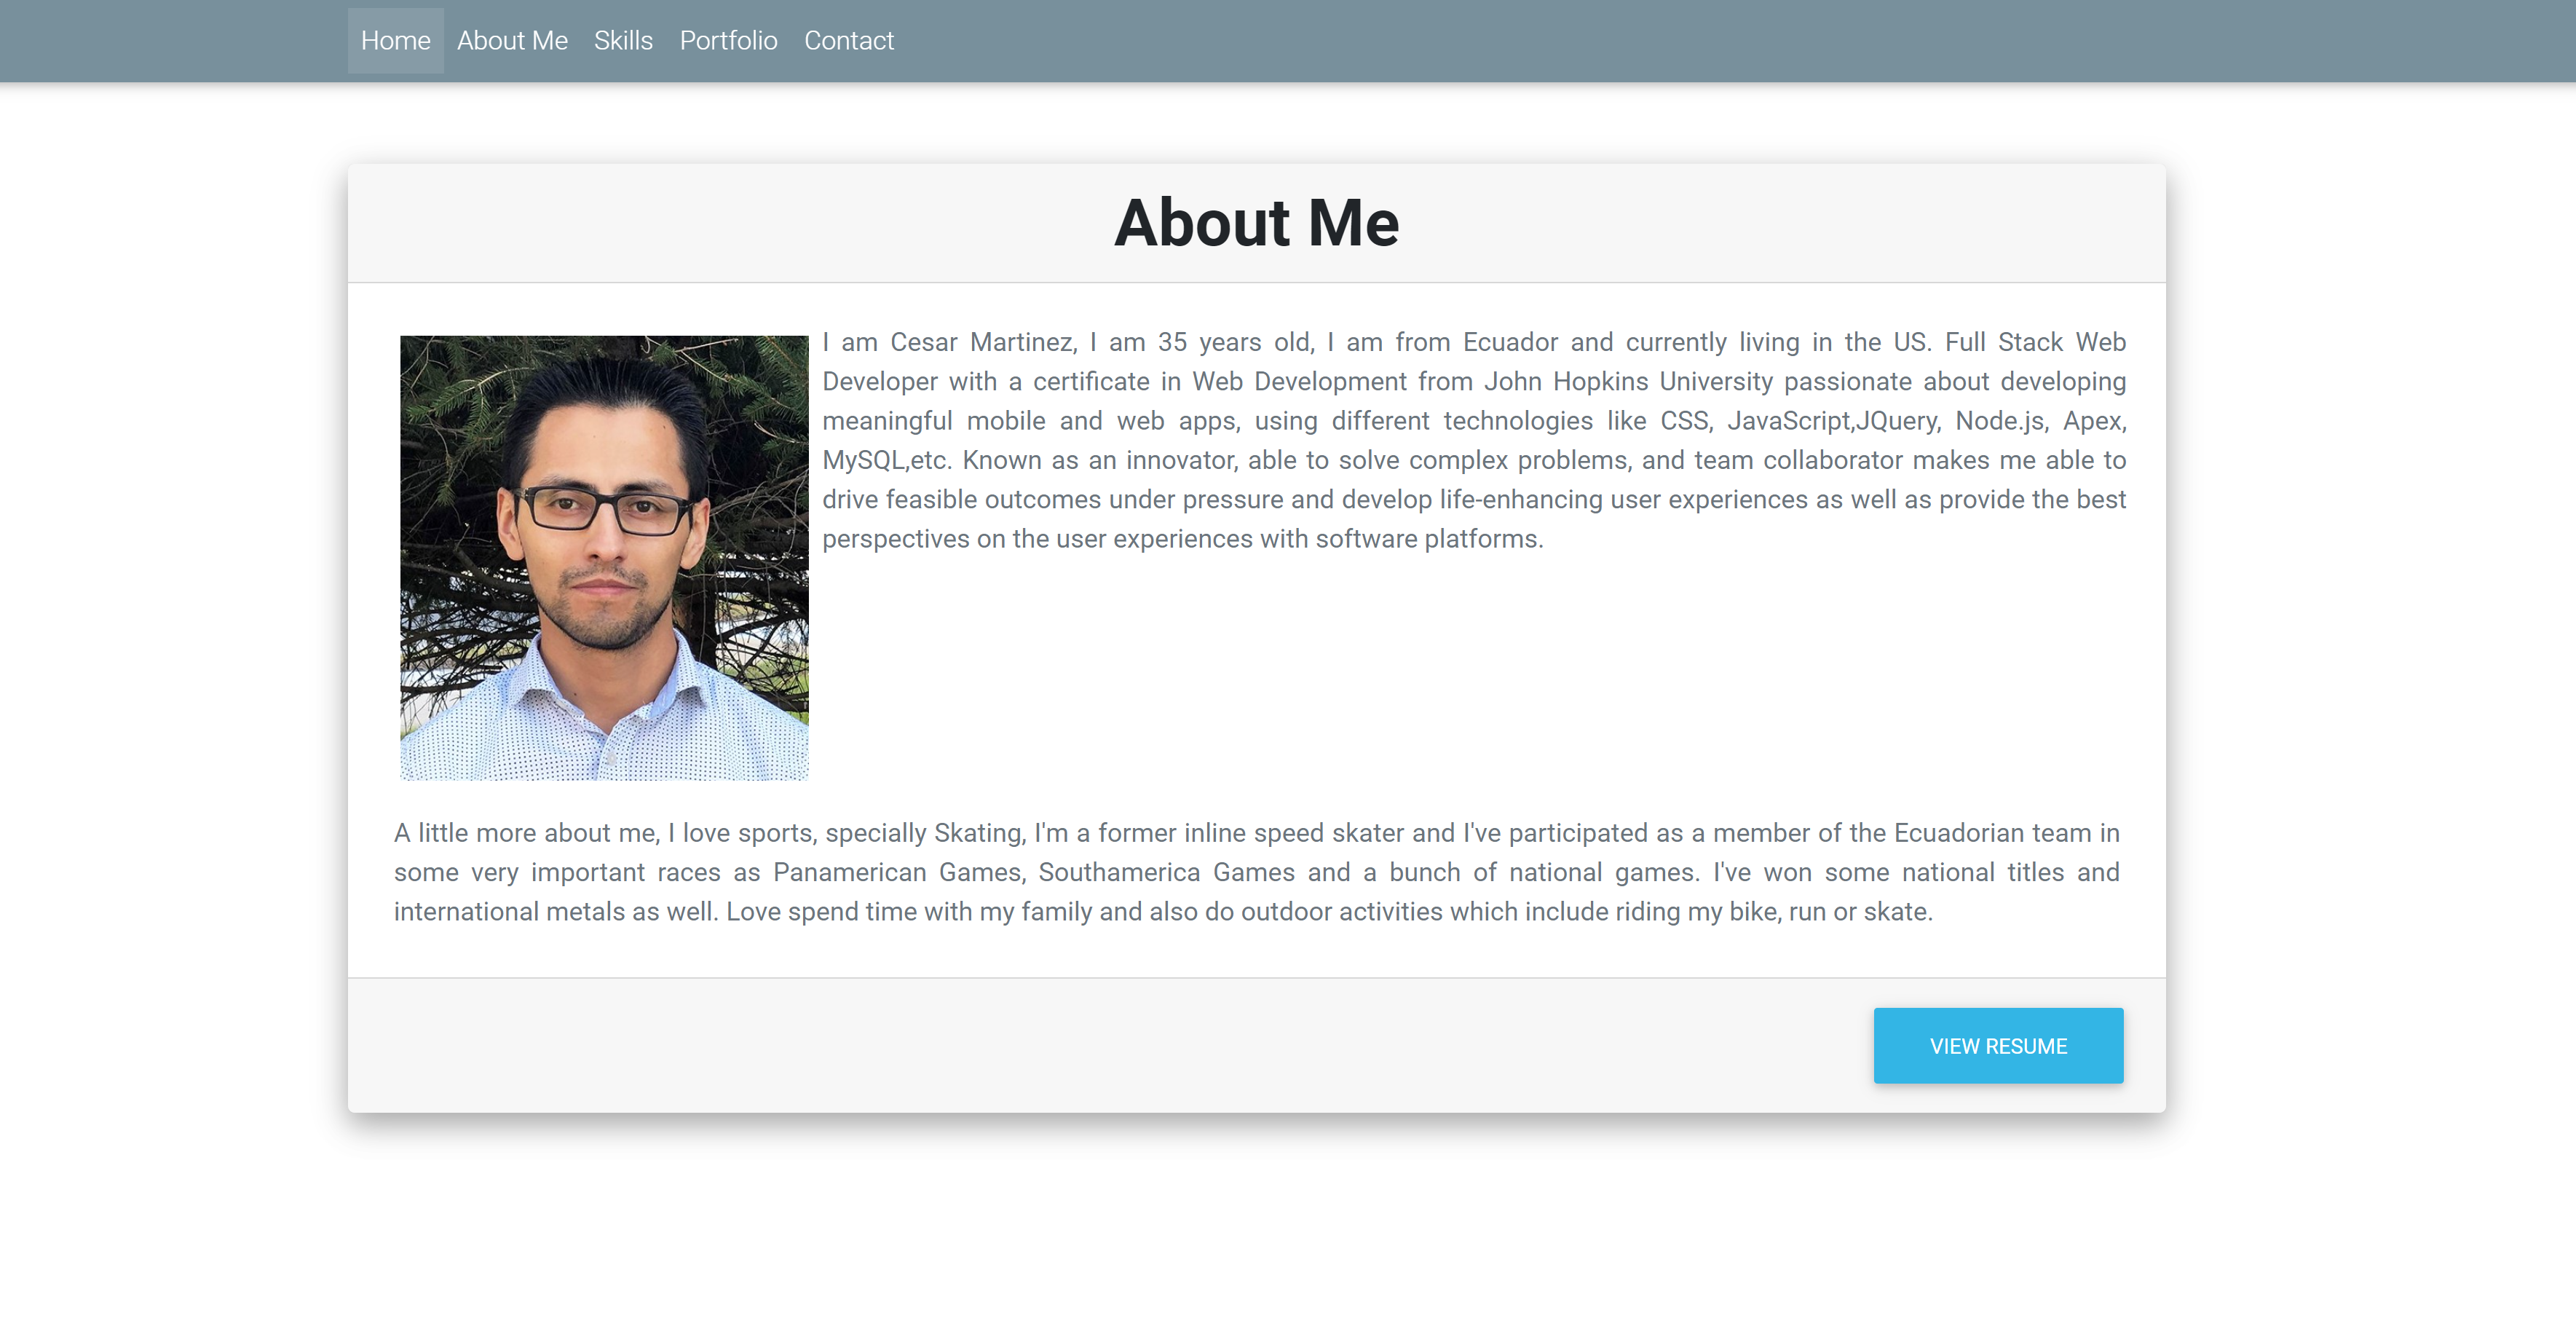 Home About Me Skills Portfolio Contact
About Me
I am Cesar Martinez, I am 35 years old, I am from Ecuador and currently living in the US. Full Stack Web
Developer with a certificate in Web Development from John Hopkins University passionate about developing
meaningful mobile and web apps, using different technologies like CSS, JavaScript,JQuery, Node.js, Apex,
MySQL,etc. Known as an innovator, able to solve complex problems, and team collaborator makes me able to
drive feasible outcomes under pressure and develop life-enhancing user experiences as well as provide the best
perspectives on the user experiences with software platforms.
A little more about me, I love sports, specially Skating, I'm a former inline speed skater and I've participated as a member of the Ecuadorian team in
some very important races as Panamerican Games, Southamerica Games and a bunch of national games. I've won some national titles and
international metals as well. Love spend time with my family and also do outdoor activities which include riding my bike, run or skate.
VIEW RESUME